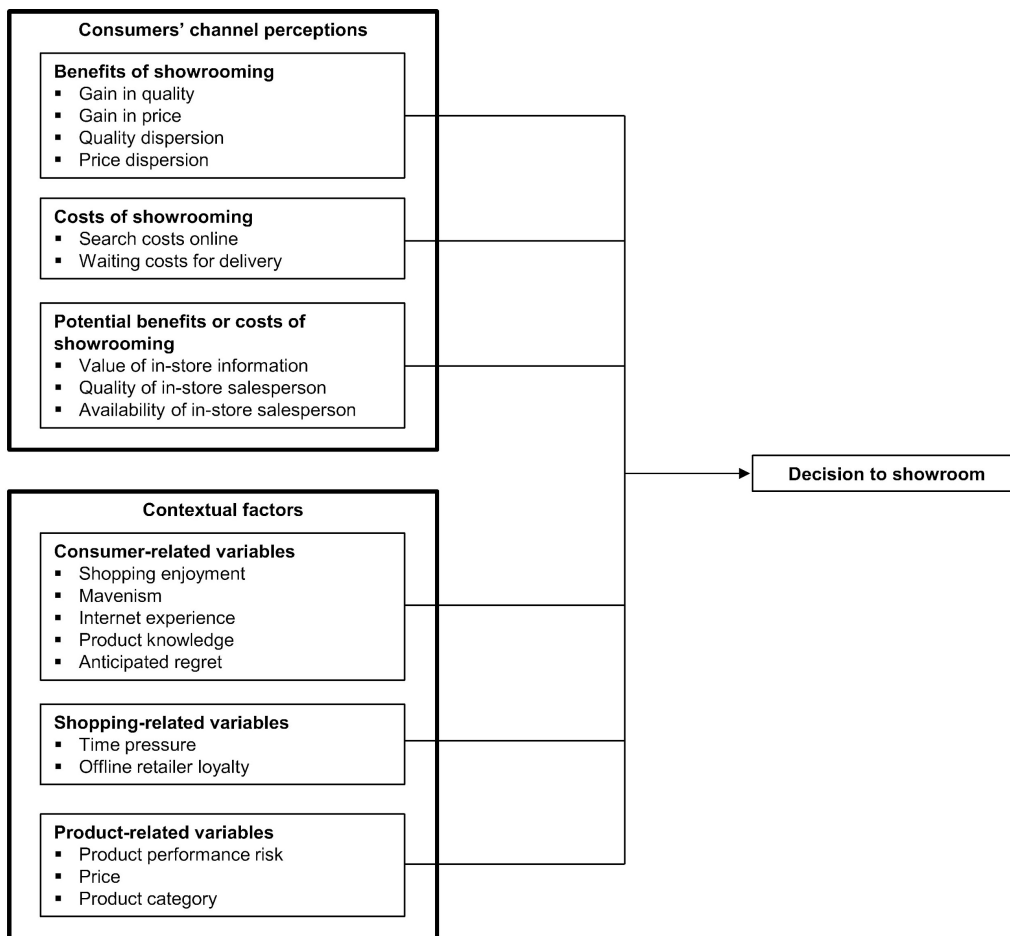 Consumers’ channel perceptions
Benefits of showrooming
▪ Gain in quality
▪ Gain in price
▪ Quality dispersion
▪ Price dispersion
Costs of showrooming
▪ Search costs online
▪ Waiting costs for delivery
Potential benefits or costs of
showrooming
▪ Value of in-store information
▪ Quality of in-store salesperson
▪ Availability of in-store salesperson
Decision to showroom
Contextual factors
Consumer-related variables
▪ Shopping enjoyment
▪ Mavenism
▪ Internet experience
▪ Product knowledge
▪ Anticipated regret
Shopping-related variables
▪ Time pressure
▪ Offline retailer loyalty
Product-related variables
▪ Product performance risk
▪ Price
▪ Product category